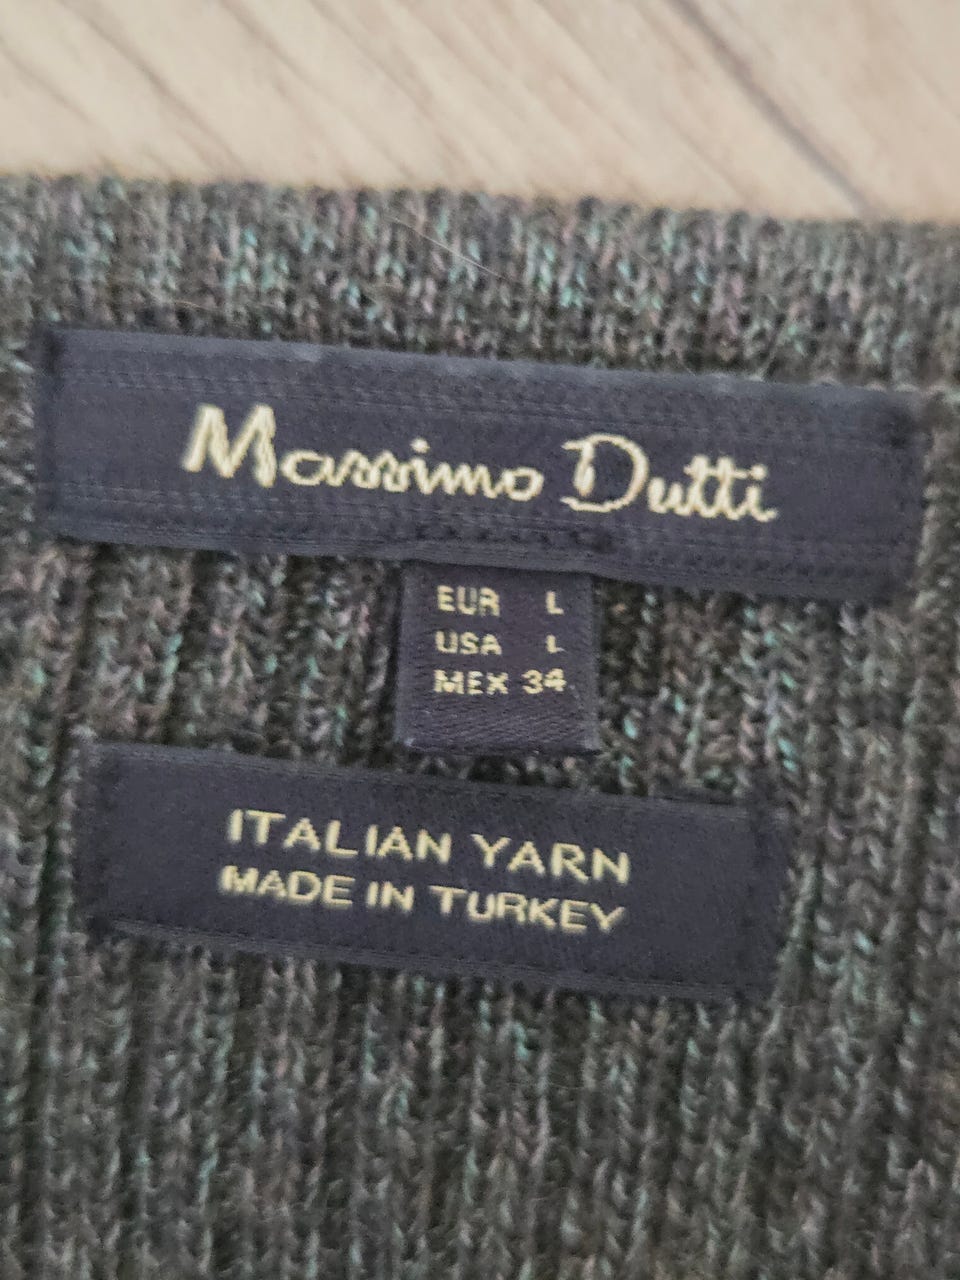 Massimo Dutti
EUR L
USA L
MEX 34
ITALIAN YARN
MADE IN TURKEY